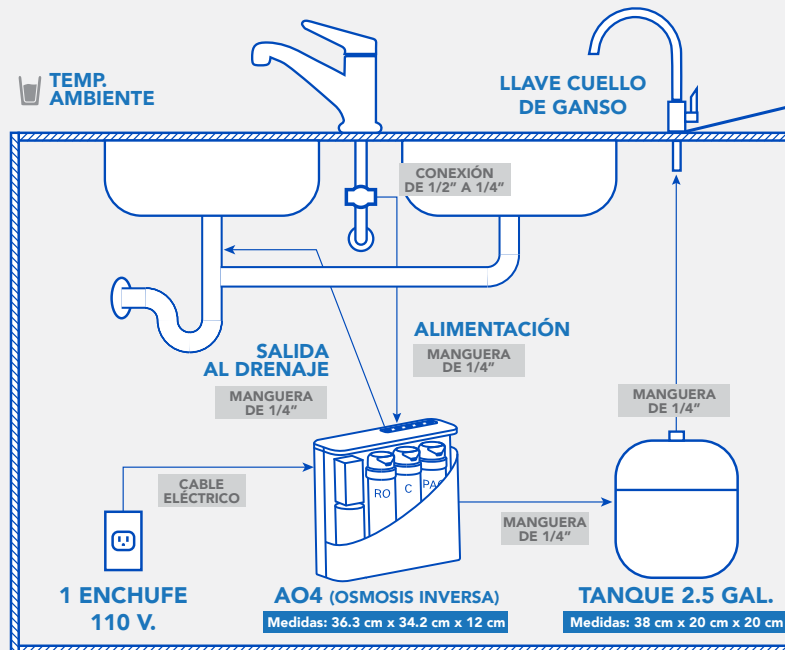 TEMP.
AMBIENTE
LLAVE CUELLO
DE GANSO
CONEXIÓN
DE 1/2" A 1/4"
SALIDA
AL DRENAJE
MANGUERA
DE 1/4"
ALIMENTACIÓN
MANGUERA
DE 1/4"
MANGUERA
DE 1/4"
CABLE
ELÉCTRICO
RO
C
PAC
MANGUERA
DE 1/4"
1 ENCHUFE
110 V.
AO4 (OSMOSIS INVERSA)
Medidas: 36.3 cm x 34.2 cm x 12 cm
TANQUE 2.5 GAL.
Medidas: 38 cm x 20 cm x 20 cm